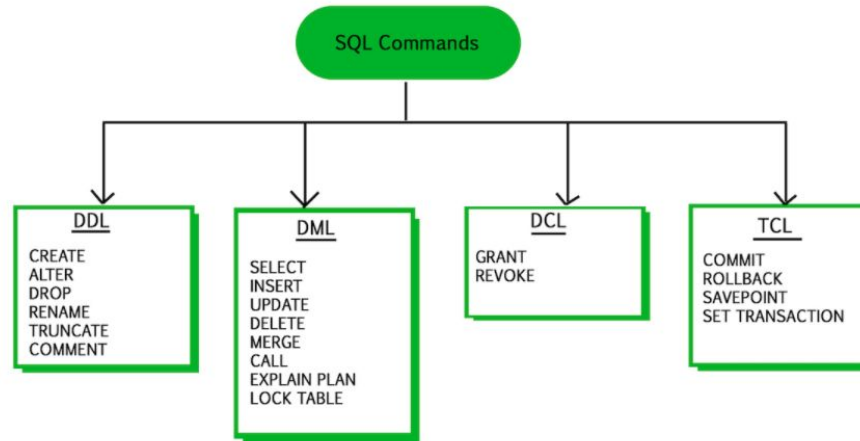 SQL Commands
DDL
CREATE
ALTER
DROP
RENAME
TRUNCATE
COMMENT
DML
SELECT
INSERT
UPDATE
DELETE
MERGE
CALL
EXPLAIN PLAN
LOCK TABLE
DCL
GRANT
REVOKE
TCL
COMMIT
ROLLBACK
SAVEPOINT
SET TRANSACTION